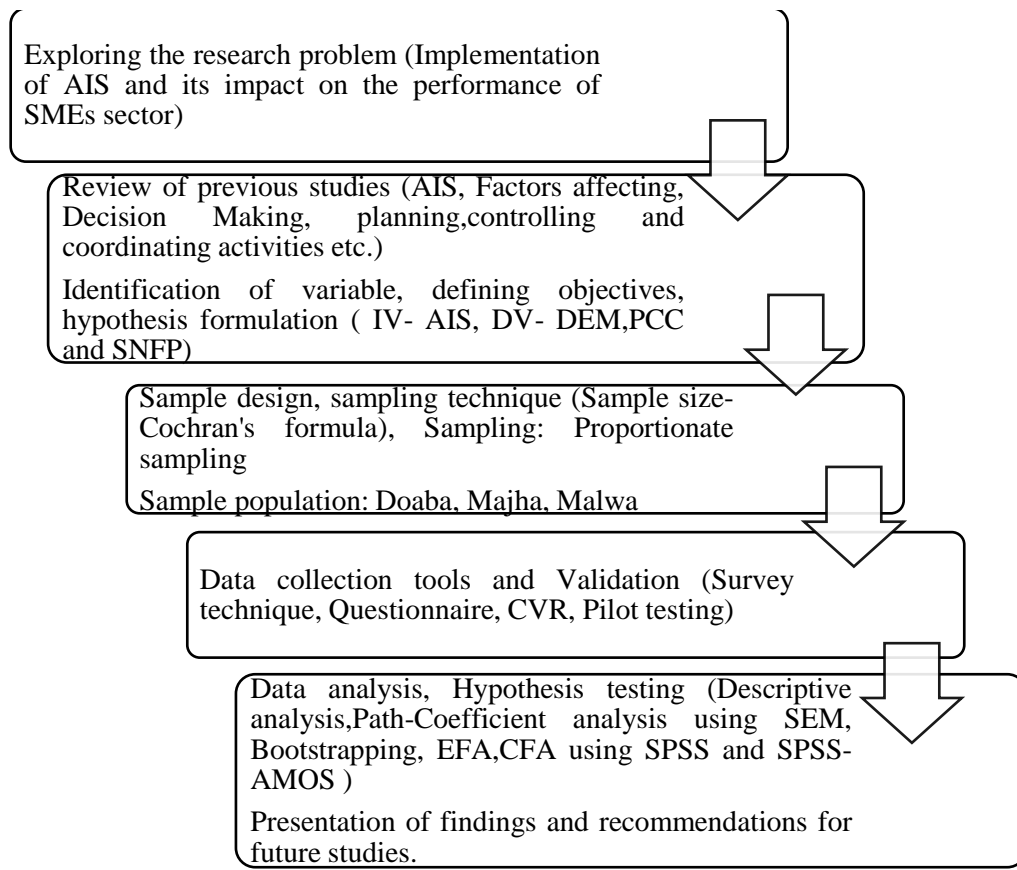 Exploring the research problem (Implementation
of AIS and its impact on the performance of
SMEs sector)
Review of previous studies (AIS, Factors affecting,
Decision Making, planning,controlling and
coordinating activities etc.)
Identification of variable, defining objectives,
hypothesis formulation ( IV- AIS, DV- DEM,PCC
and SNFP)
Sample design, sampling technique (Sample size-
Cochran's formula), Sampling: Proportionate
sampling
Sample population: Doaba, Majha, Malwa
Data collection tools and Validation (Survey
technique, Questionnaire, CVR, Pilot testing)
Data analysis, Hypothesis testing (Descriptive
analysis,Path-Coefficient analysis using SEM,
Bootstrapping, EFA,CFA using SPSS and SPSS-
AMOS )
Presentation of findings and recommendations for
future studies.